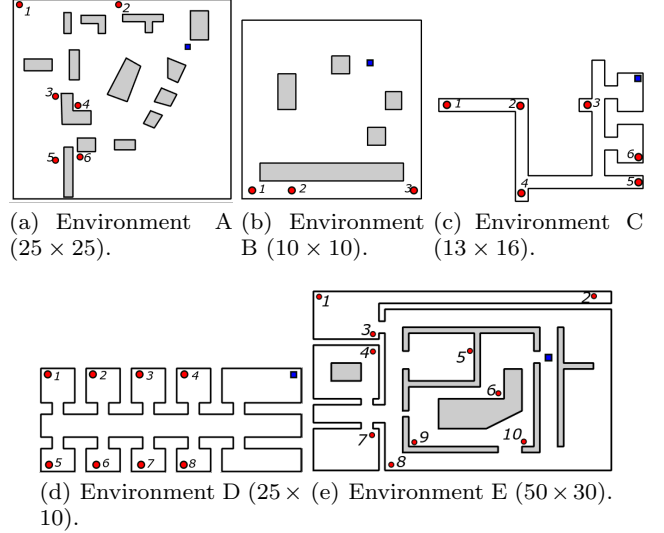 1 2
3 4
5 6
1 2 3
1 2 3
4 5 6
(a) Environment A (b) Environment (c) Environment C
(25 × 25). B (10 × 10). (13 × 16).
1 2
3
4
5
6
7
8
9 10
1 2 3 4
5 6 7 8
(d) Environment D (25 × (e) Environment E (50 × 30).
10).